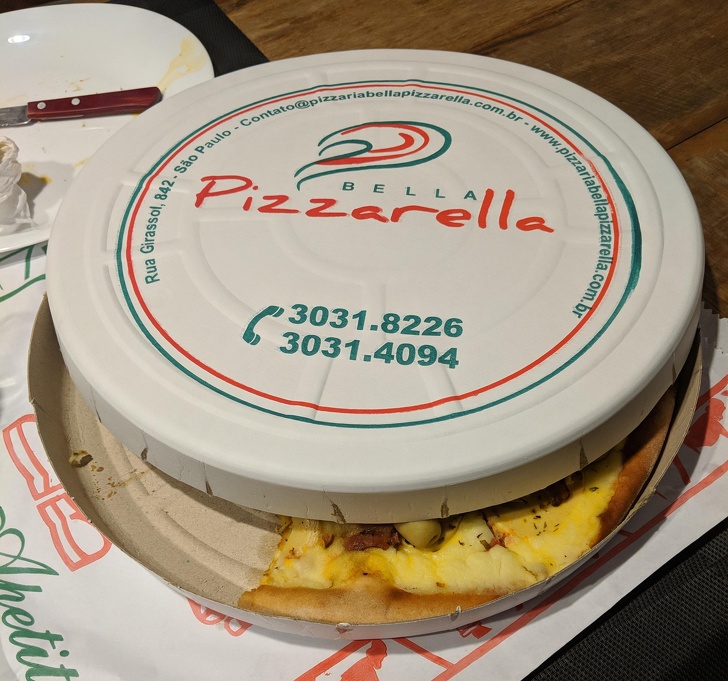 Rua Girassol, 842 - São Paulo - Contato@pizzariabellapizzarella.com.br - www.pizzariabellapizzarella.com.br
BELLA
Pizzarella
3031.8226
3031.4094